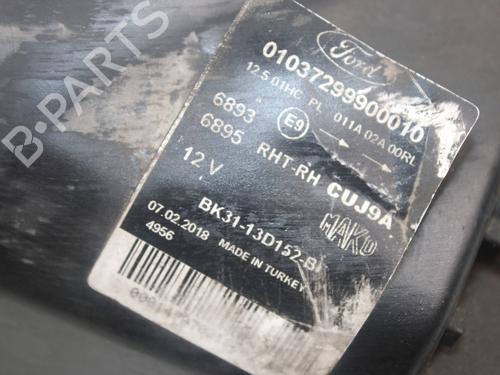 Ford
01037299900010
12.5 01HC PL 011A 02A 00RL
6893
6895
E9
RHT-RH CUJ9A
12 V
MAKO
BK31-13D152-B
07.02.2018 MADE IN TURKEY
4956
B-PARTS